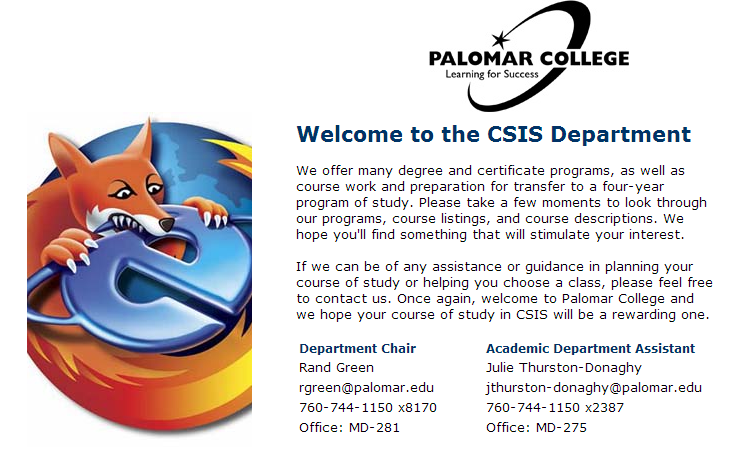 PALOMAR COLLEGE
Learning for Success
Welcome to the CSIS Department
We offer many degree and certificate programs, as well as
course work and preparation for transfer to a four-year
program of study. Please take a few moments to look through
our programs, course listings, and course descriptions. We
hope you'll find something that will stimulate your interest.
If we can be of any assistance or guidance in planning your
course of study or helping you choose a class, please feel free
to contact us. Once again, welcome to Palomar College and
we hope your course of study in CSIS will be a rewarding one.
Department Chair
Rand Green
rgreen@palomar.edu
760-744-1150 x8170
Office: MD-281
Academic Department Assistant
Julie Thurston-Donaghy
jthurston-donaghy@palomar.edu
760-744-1150 x2387
Office: MD-275